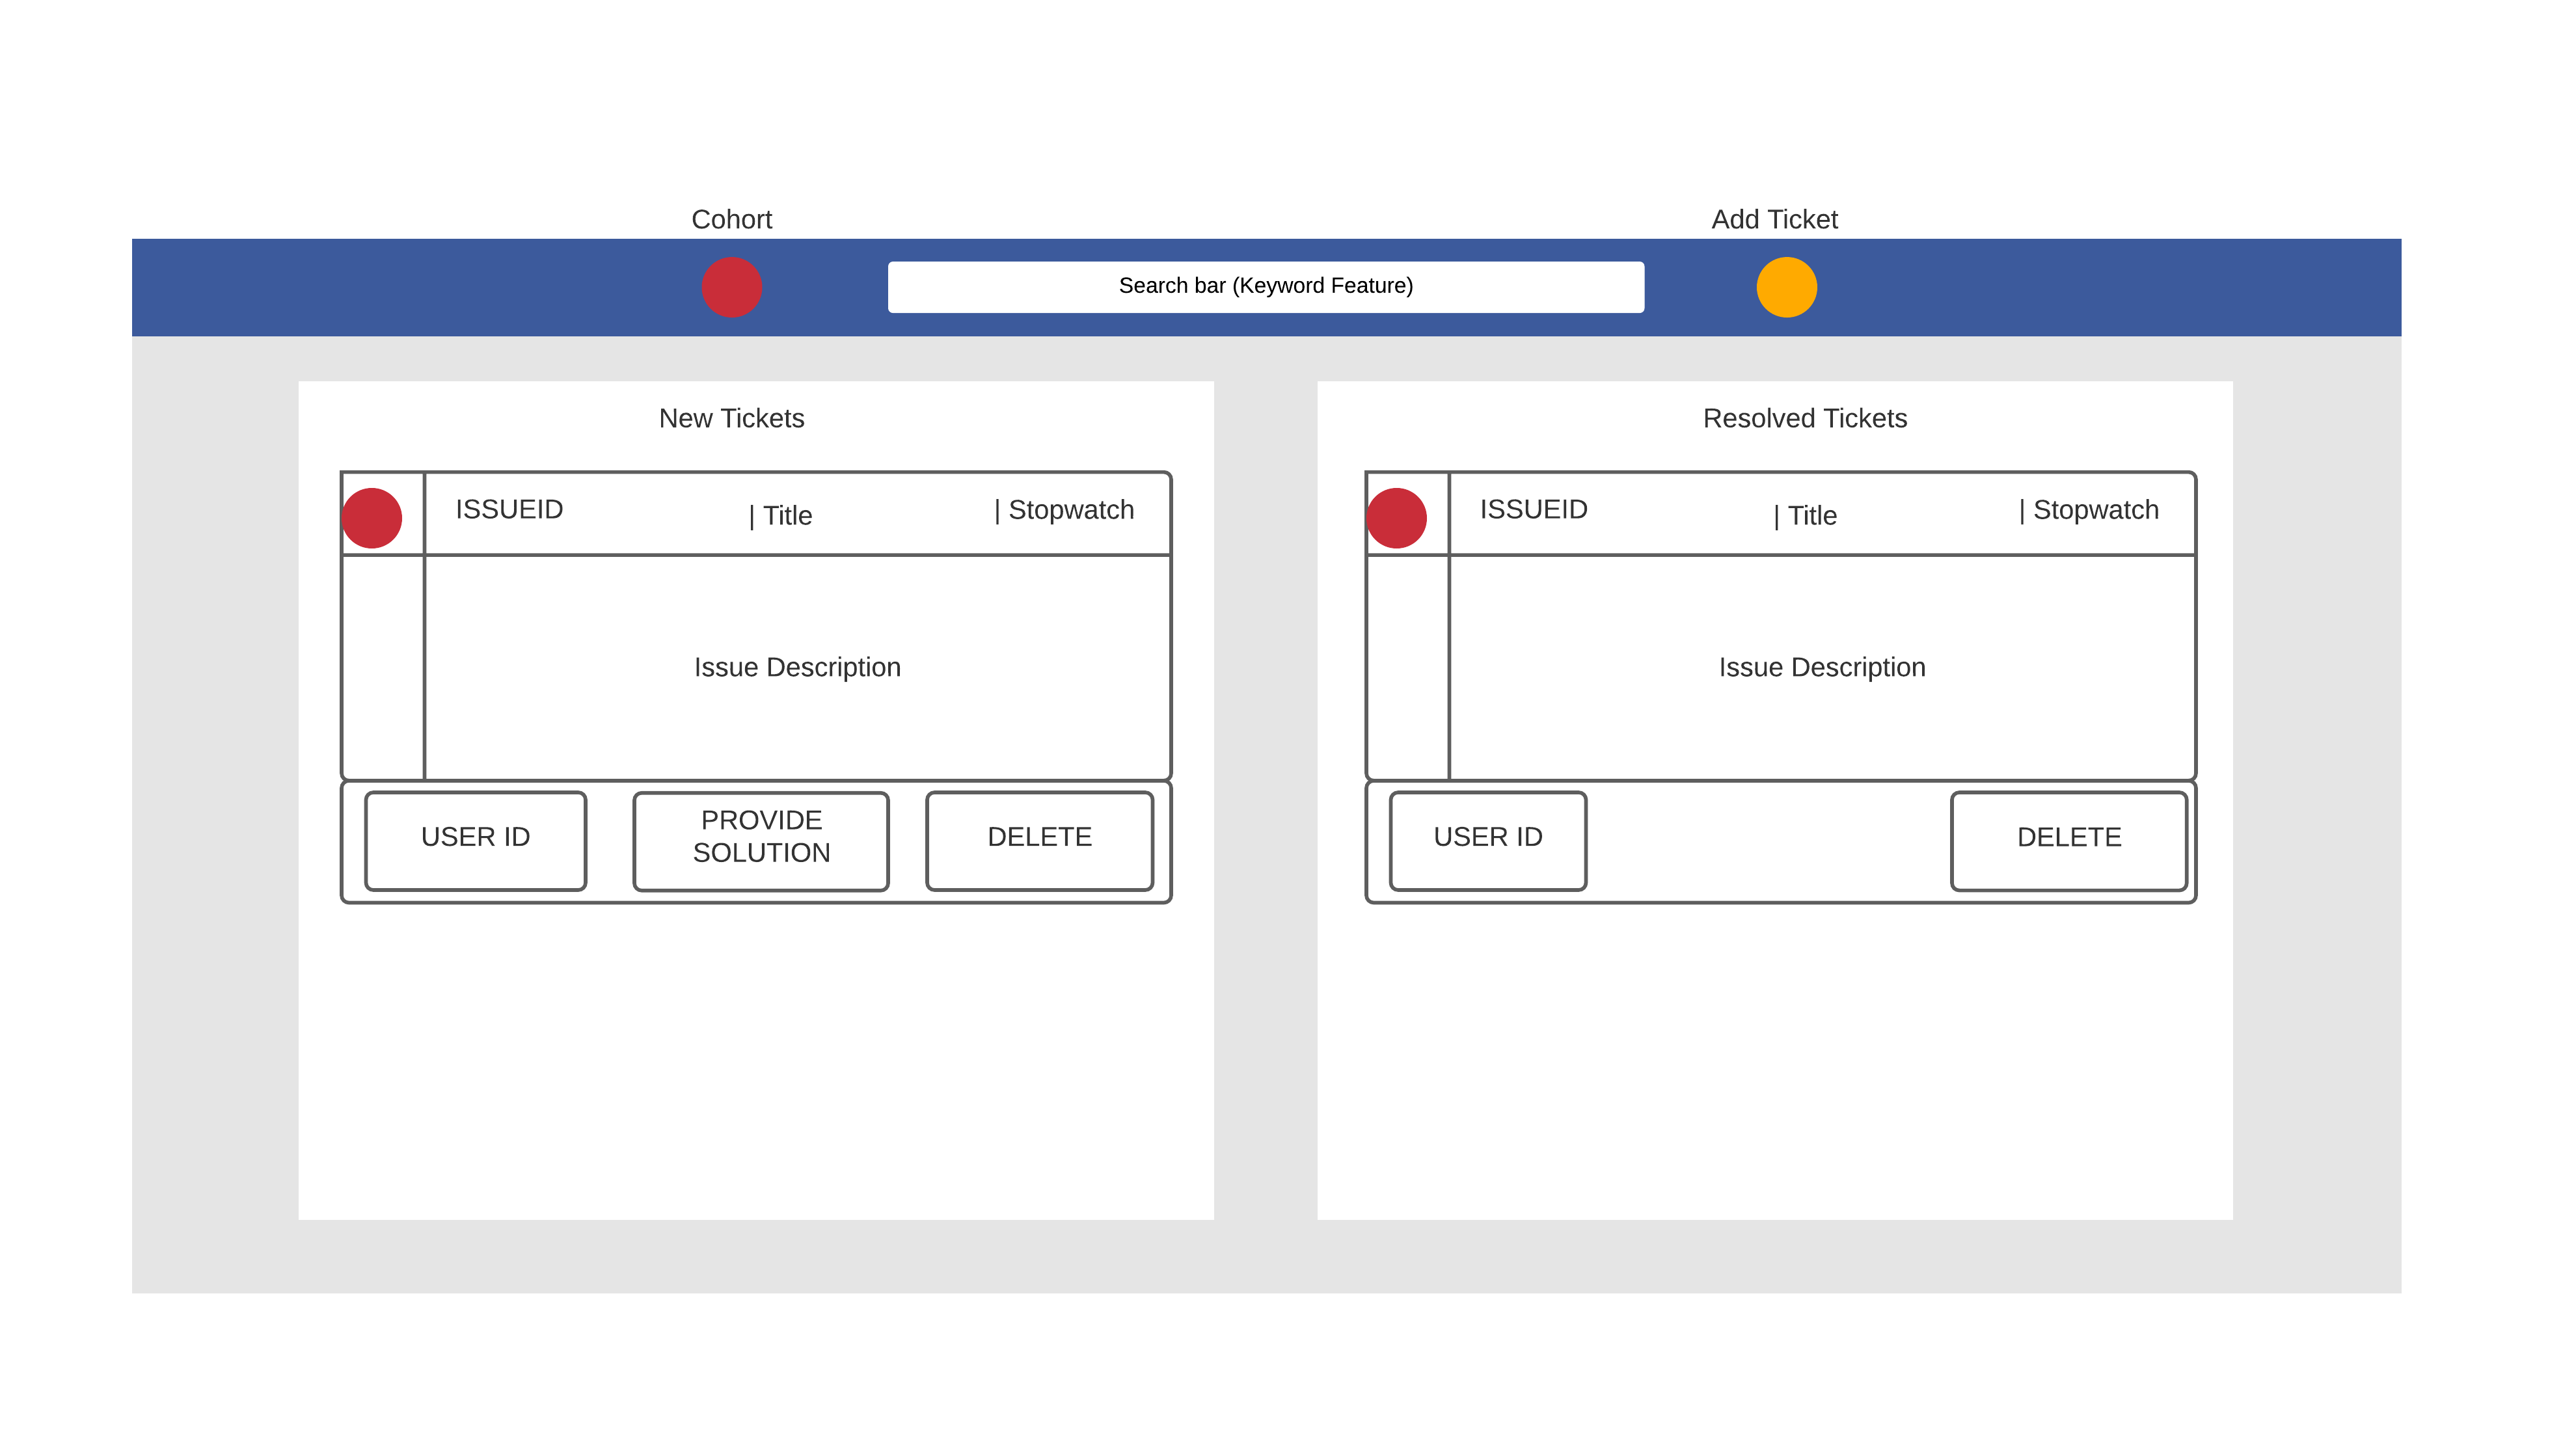 Cohort
Add Ticket
Search bar (Keyword Feature)
New Tickets
ISSUEID
| Title
| Stopwatch
Issue Description
USER ID
PROVIDE
SOLUTION
DELETE
Resolved Tickets
ISSUEID
| Title
| Stopwatch
Issue Description
USER ID
DELETE